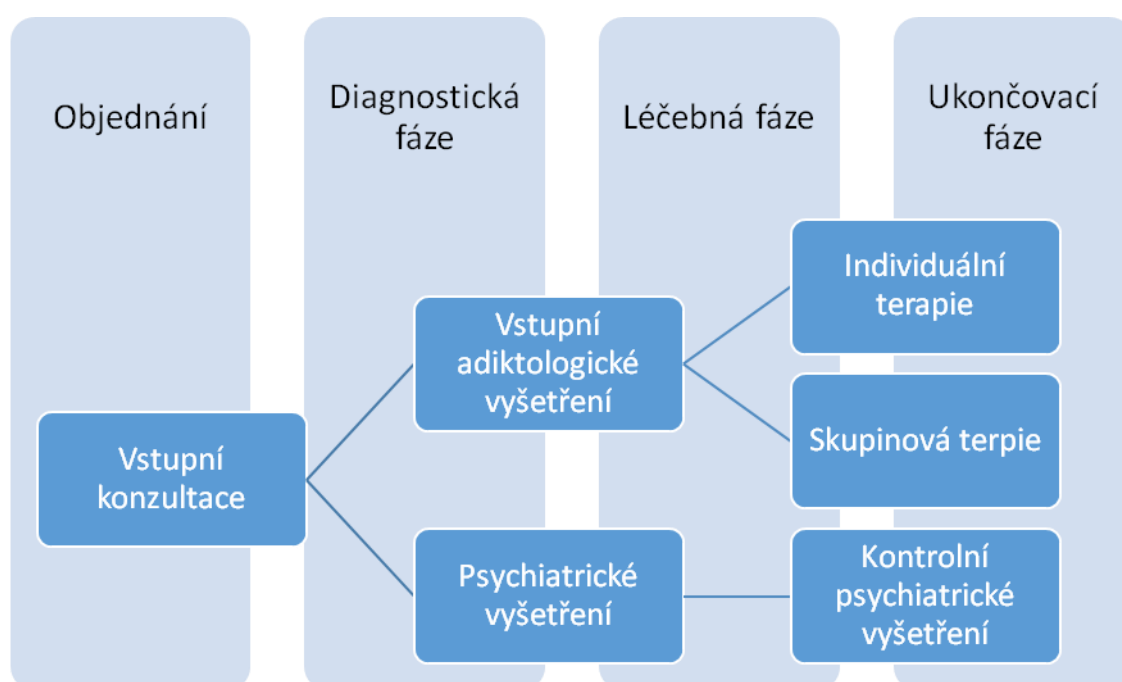 Objednání
Diagnostická
fáze
Léčebná fáze
Ukončovací
fáze
Vstupní
konzultace
Vstupní
adiktologické
vyšetření
Psychiatrické
vyšetření
Individuální
terapie
Skupinová terpie
Kontrolní
psychiatrické
vyšetření